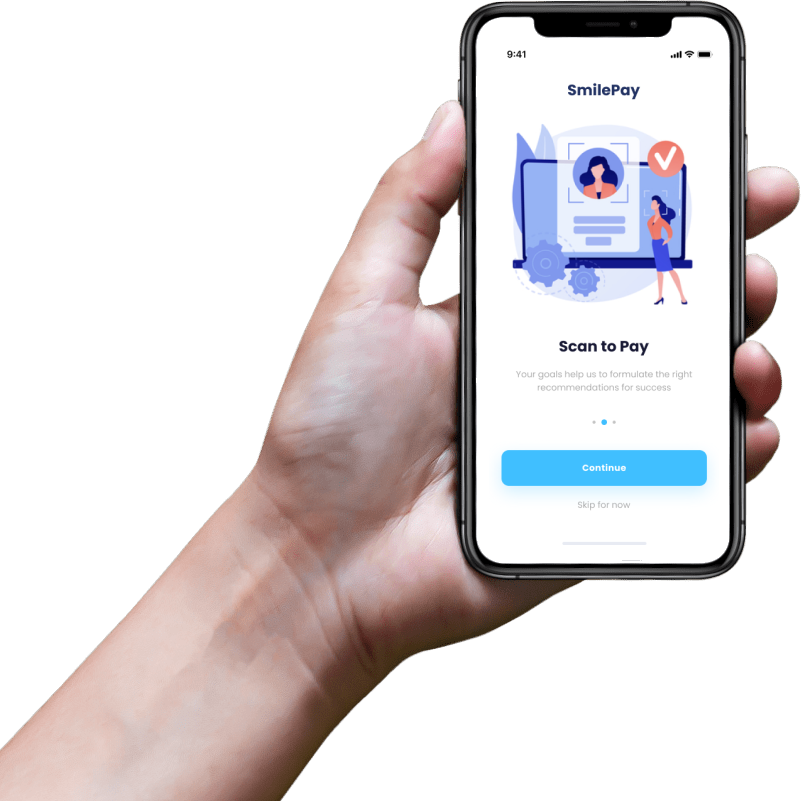 9:41
SmilePay
Scan to Pay
Your goals help us to formulate the right
recommendations for success
Continue
Skip for now